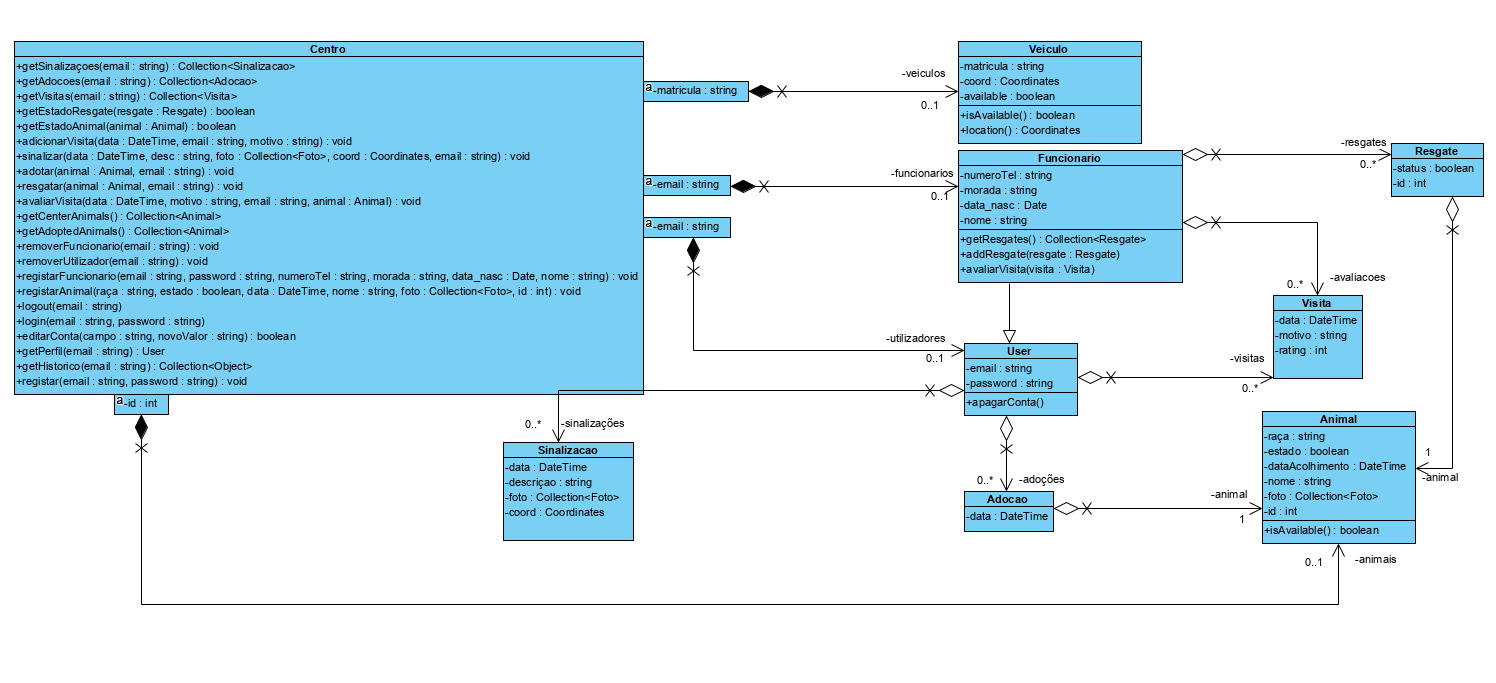 Centro
+getSinalizaçoes(email : string) : Collection<Sinalizacao>
+getAdocoes(email : string) : Collection<Adocao>
+getVisitas(email : string) : Collection<Visita>
+getEstadoResgate(resgate : Resgate) : boolean
+getEstadoAnimal(animal : Animal) : boolean
+adicionarVisita(data : DateTime, email : string, motivo : string) : void
+sinalizar(data : DateTime, desc : string, foto : Collection<Foto>, coord : Coordinates, email : string) : void
+adotar(animal : Animal, email : string) : void
+resgatar(animal : Animal, email : string) : void
+avaliarVisita(data : DateTime, motivo : string, email : string, animal : Animal) : void
+getCenterAnimals() : Collection<Animal>
+getAdoptedAnimals() : Collection<Animal>
+removerFuncionario(email : string) : void
+removerUtilizador(email : string) : void
+registarFuncionario(email : string, password : string, numeroTel : string, morada : string, data_nasc : Date, nome : string) : void
+registarAnimal(raça : string, estado : boolean, data : DateTime, nome : string, foto : Collection<Foto>, id : int) : void
+logout(email : string)
+login(email : string, password : string)
+editarConta(campo : string, novoValor : string) : boolean
+getPerfil(email : string) : User
+getHistorico(email : string) : Collection<Object>
+registar(email : string, password : string) : void
a
-id : int
a
-matricula : string
a
-email : string
a
-email : string
-veiculos
0..1
-funcionarios
0..1
-utilizadores
0..1
Veiculo
-matricula : string
-coord : Coordinates
-available : boolean
+isAvailable() : boolean
+location() : Coordinates
Funcionario
-numeroTel : string
-morada : string
-data_nasc : Date
-nome : string
+getResgates() : Collection<Resgate>
+addResgate(resgate : Resgate)
+avaliarVisita(visita : Visita)
-resgates
0..*
Resgate
-status : boolean
-id : int
0..*
-avaliacoes
Visita
-data : DateTime
-motivo : string
-rating : int
User
-email : string
-password : string
+apagarConta()
-visitas
0..*
0..*
-sinalizações
Sinalizacao
-data : DateTime
-descriçao : string
-foto : Collection<Foto>
-coord : Coordinates
0..*
-adoções
Adocao
-data : DateTime
-animal
1
Animal
-raça : string
-estado : boolean
-dataAcolhimento : DateTime
-nome : string
-foto : Collection<Foto>
-id : int
+isAvailable() : boolean
1
-animal
0..1
-animais